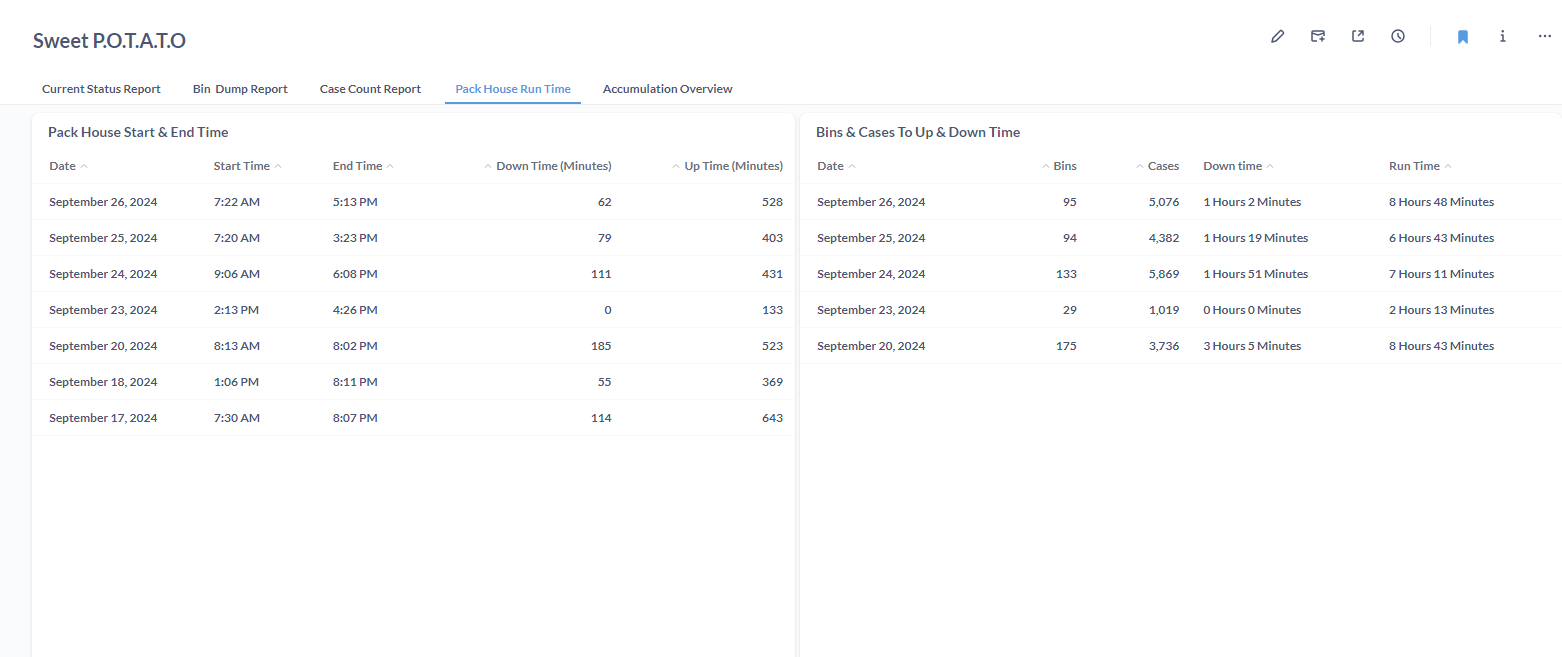 Sweet P.O.T.A.T.O
Current Status Report Bin Dump Report Case Count Report Pack House Run Time Accumulation Overview
Pack House Start & End Time
Date Start Time End Time Down Time (Minutes) Up Time (Minutes)
September 26, 2024 7:22 AM 5:13 PM 62 528
September 25, 2024 7:20 AM 3:23 PM 79 403
September 24, 2024 9:06 AM 6:08 PM 111 431
September 23, 2024 2:13 PM 4:26 PM 0 133
September 20, 2024 8:13 AM 8:02 PM 185 523
September 18, 2024 1:06 PM 8:11 PM 55 369
September 17, 2024 7:30 AM 8:07 PM 114 643
Bins & Cases To Up & Down Time
Date Bins Cases Down time Run Time
September 26, 2024 95 5,076 1 Hours 2 Minutes 8 Hours 48 Minutes
September 25, 2024 94 4,382 1 Hours 19 Minutes 6 Hours 43 Minutes
September 24, 2024 133 5,869 1 Hours 51 Minutes 7 Hours 11 Minutes
September 23, 2024 29 1,019 0 Hours 0 Minutes 2 Hours 13 Minutes
September 20, 2024 175 3,736 3 Hours 5 Minutes 8 Hours 43 Minutes